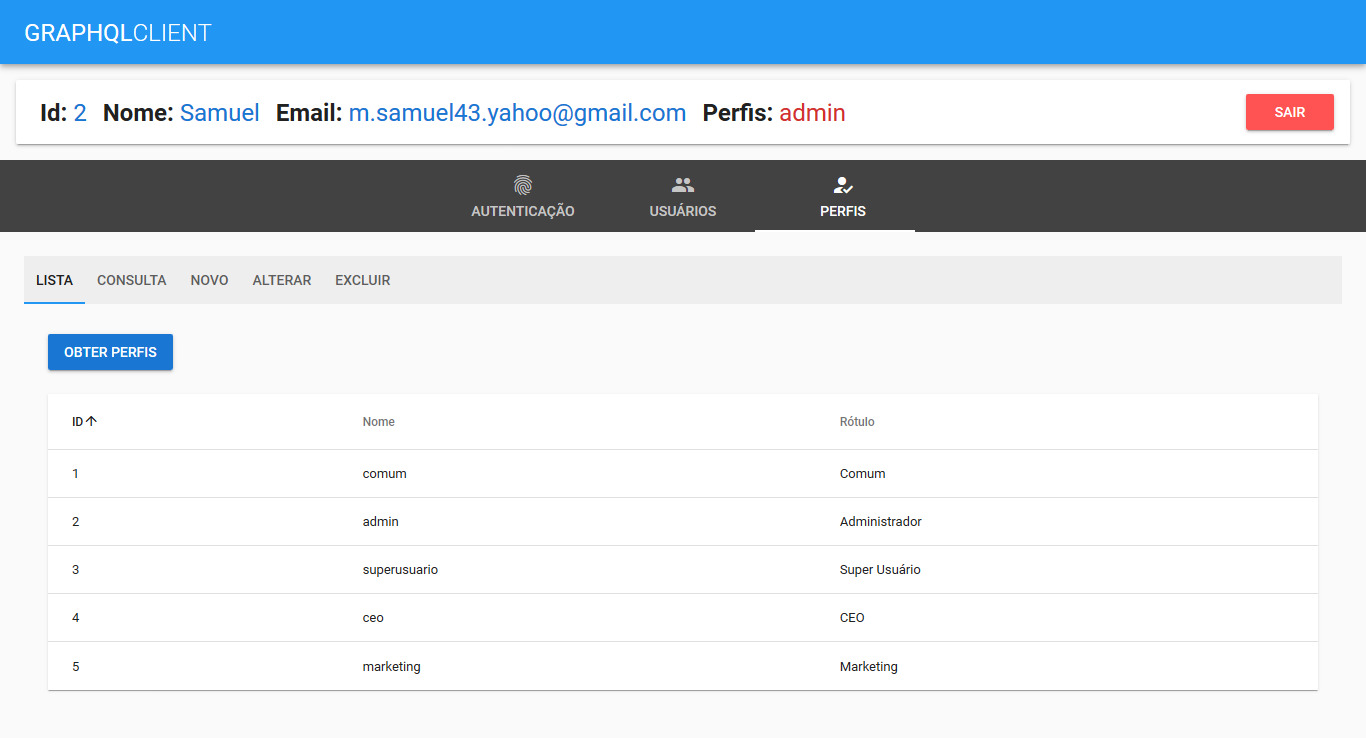 GRAPHQLCLIENT
Id: 2 Nome: Samuel Email: m.samuel43.yahoo@gmail.com Perfis: admin SAIR
AUTENTICAÇÃO USUÁRIOS PERFIS
LISTA CONSULTA NOVO ALTERAR EXCLUIR
OBTER PERFIS
ID Nome Rótulo
1 comum Comum
2 admin Administrador
3 superusuario Super Usuário
4 ceo CEO
5 marketing Marketing